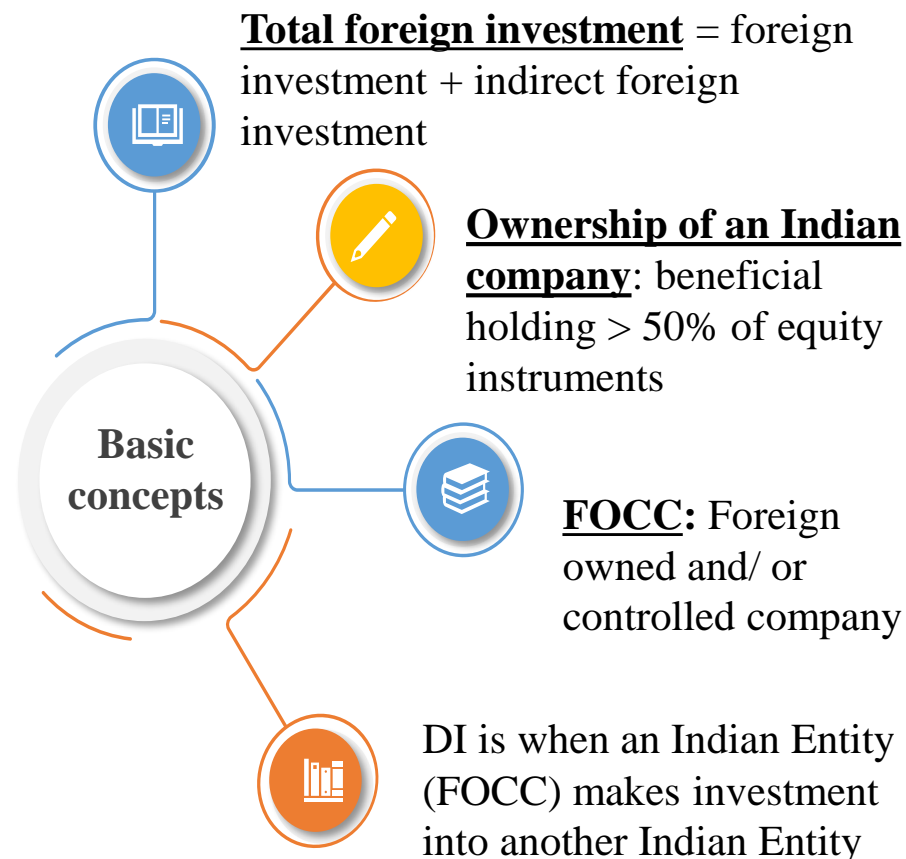 Total foreign investment = foreign
investment + indirect foreign
investment
Ownership of an Indian
company: beneficial
holding > 50% of equity
instruments
Basic
concepts
FOCC: Foreign
owned and/ or
controlled company
DI is when an Indian Entity
(FOCC) makes investment
into another Indian Entity